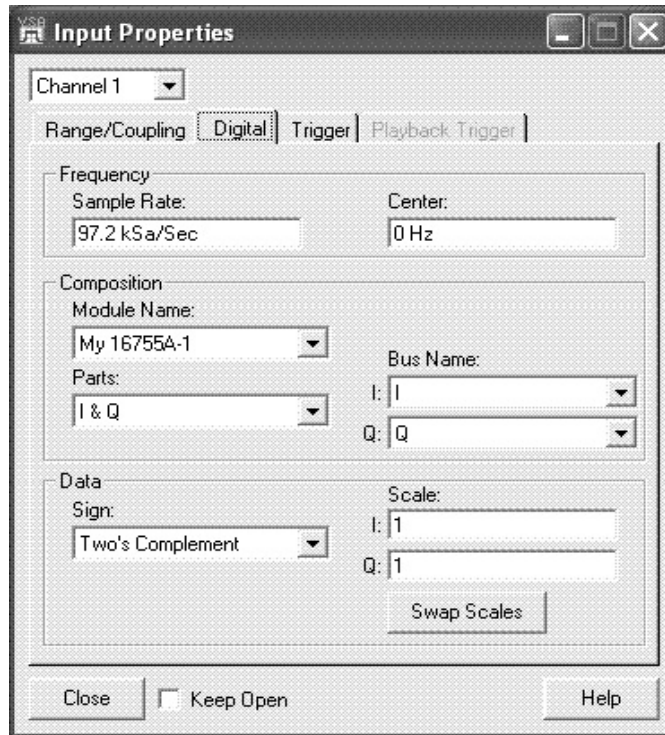 VSA Input Properties
Channel 1
Range/Coupling Digital Trigger Playback Trigger
Frequency
Sample Rate: Center:
97.2 kSa/Sec 0 Hz
Composition
Module Name:
My 16755A-1
Bus Name:
Parts:
I: I
I & Q
Q: Q
Data
Scale:
Sign:
I: 1
Two's Complement
Q: 1
Swap Scales
Close Keep Open Help